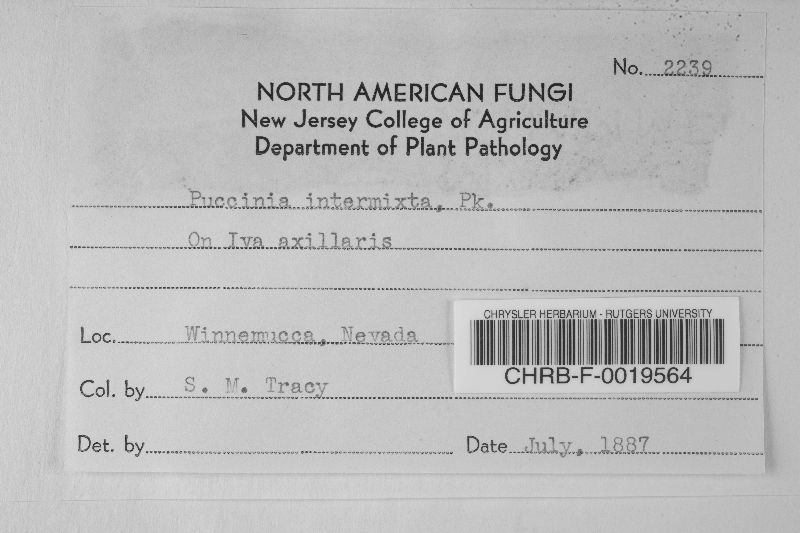 No. 2239
NORTH AMERICAN FUNGI
New Jersey College of Agriculture
Department of Plant Pathology
Puccinia intermixta, Pk.
On Iva axillaris
Loc. Winnemucca, Nevada
CHRYSLER HERBARIUM - RUTGERS UNIVERSITY
CHRB-F-0019564
Col. by S. M. Tracy
Det. by
Date July, 1887